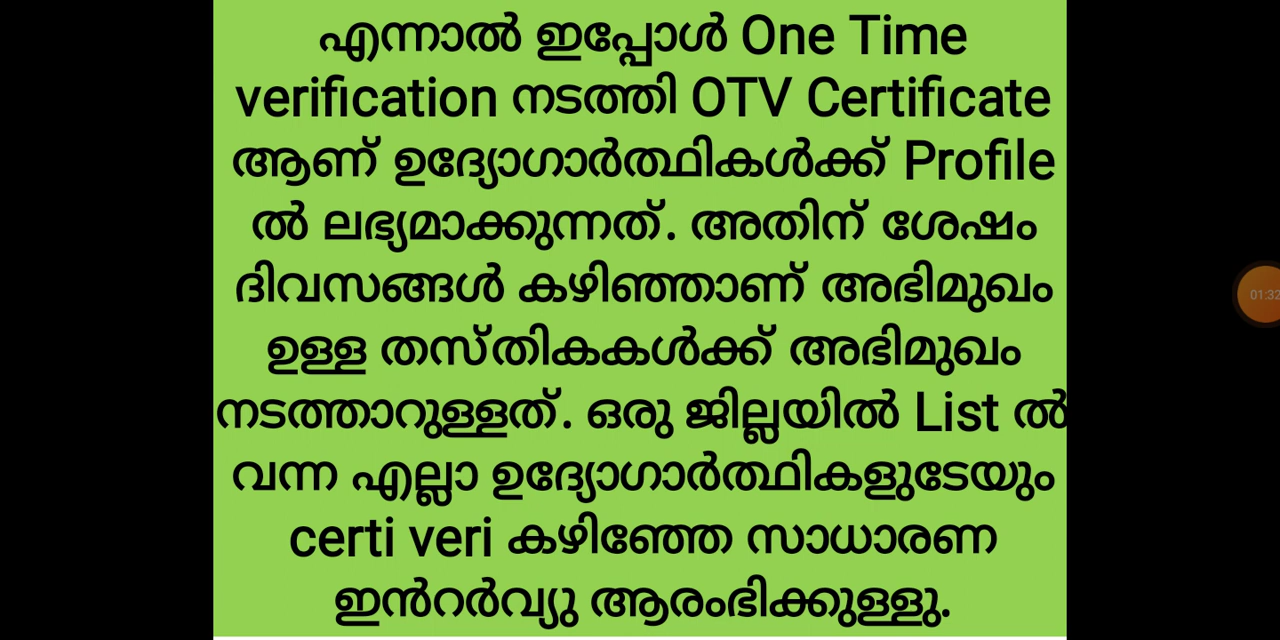 എന്നാൽ ഇപ്പോൾ One Time
verification നടത്തി OTV Certificate
ആണ് ഉദ്യോഗാർത്ഥികൾക്ക് Profile
ൽ ലഭ്യമാക്കുന്നത്. അതിന് ശേഷം
ദിവസങ്ങൾ കഴിഞ്ഞാണ് അഭിമുഖം
ഉള്ള തസ്തികകൾക്ക് അഭിമുഖം
നടത്താറുള്ളത്. ഒരു ജില്ലയിൽ List ൽ
വന്ന എല്ലാ ഉദ്യോഗാർത്ഥികളുടേയും
certi veri കഴിഞ്ഞേ സാധാരണ
ഇൻറർവ്യു ആരംഭിക്കുള്ളു.
01:32